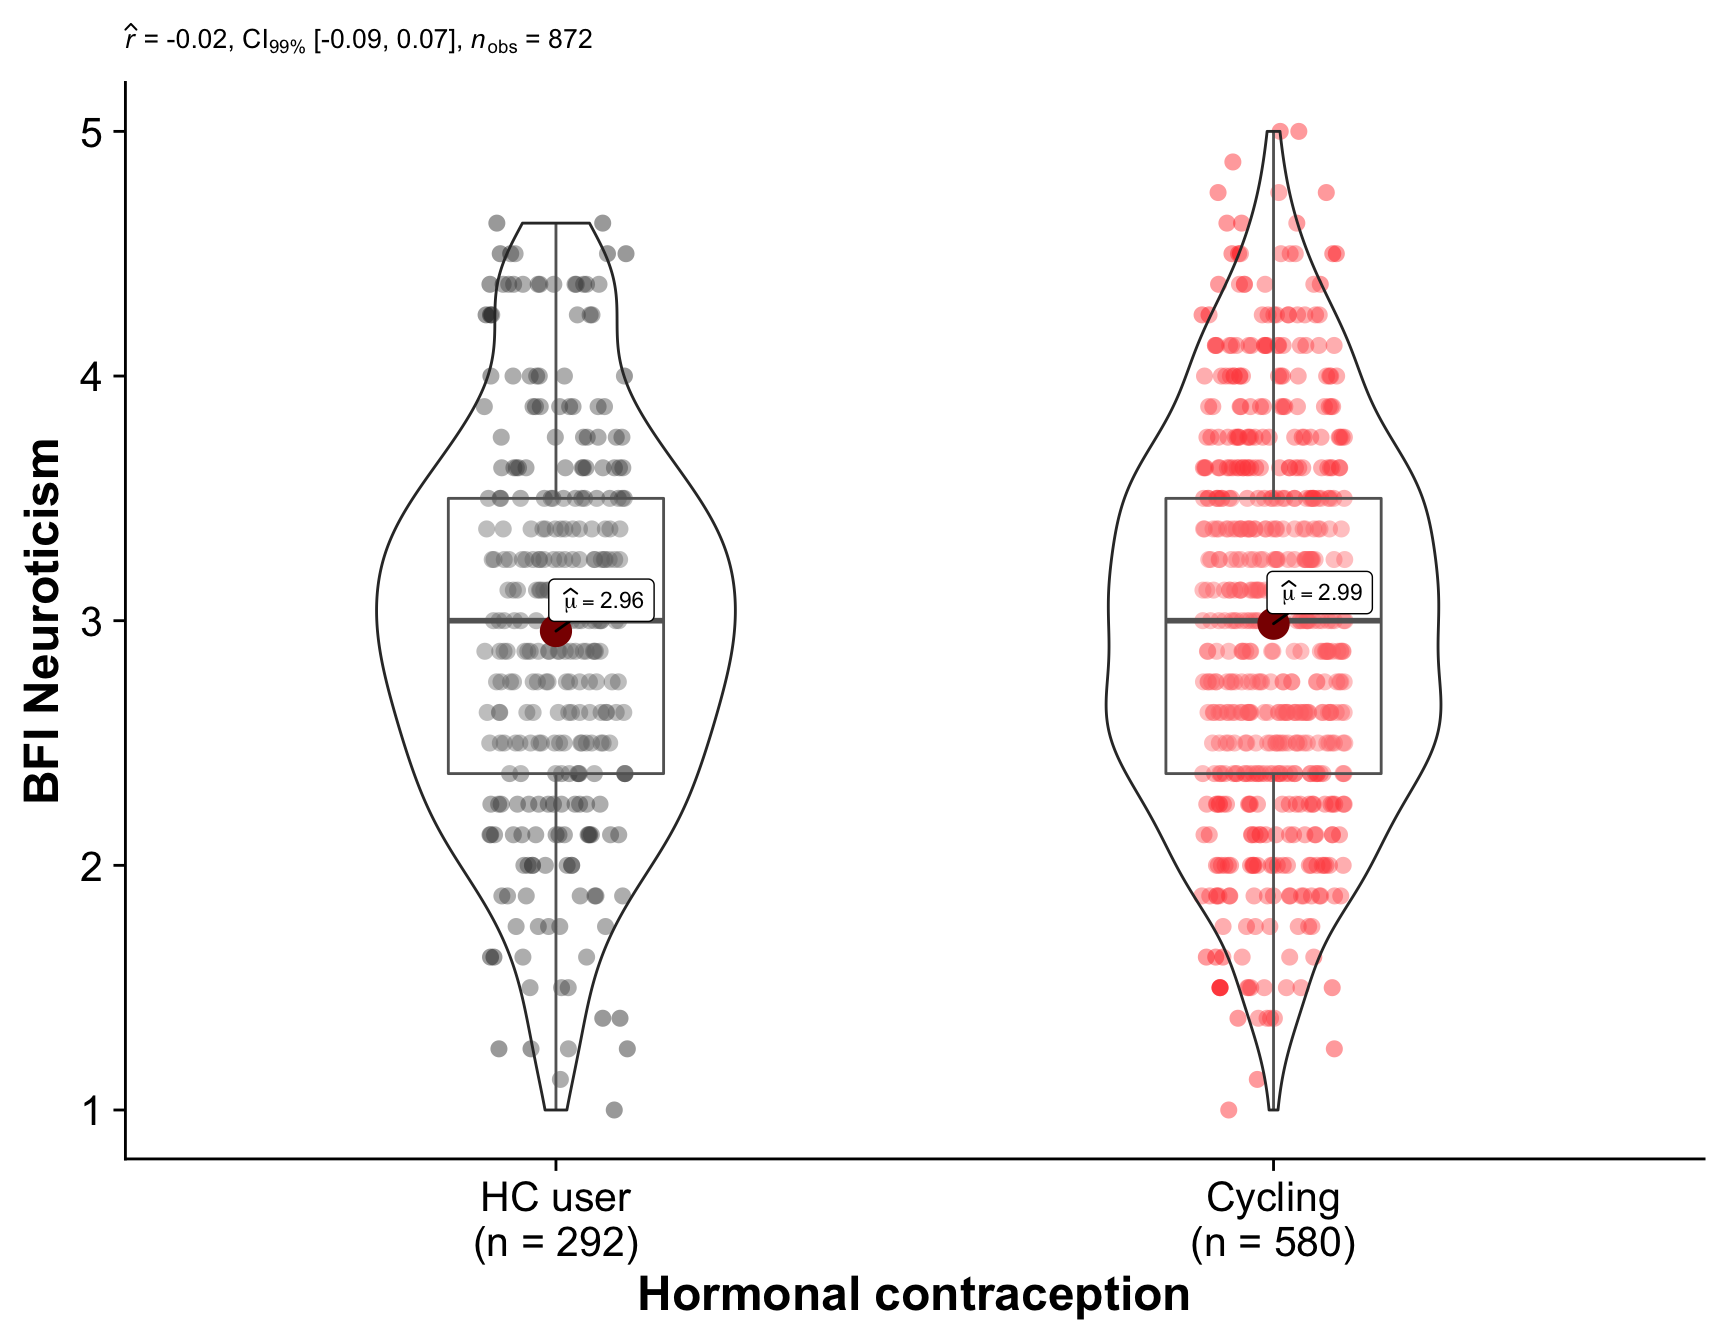 r̂ = -0.02, CI99% [-0.09, 0.07], nobs = 872
5
4
3
2
1
BFI Neuroticism
μ̂ = 2.96
μ̂ = 2.99
HC user
(n = 292)
Cycling
(n = 580)
Hormonal contraception